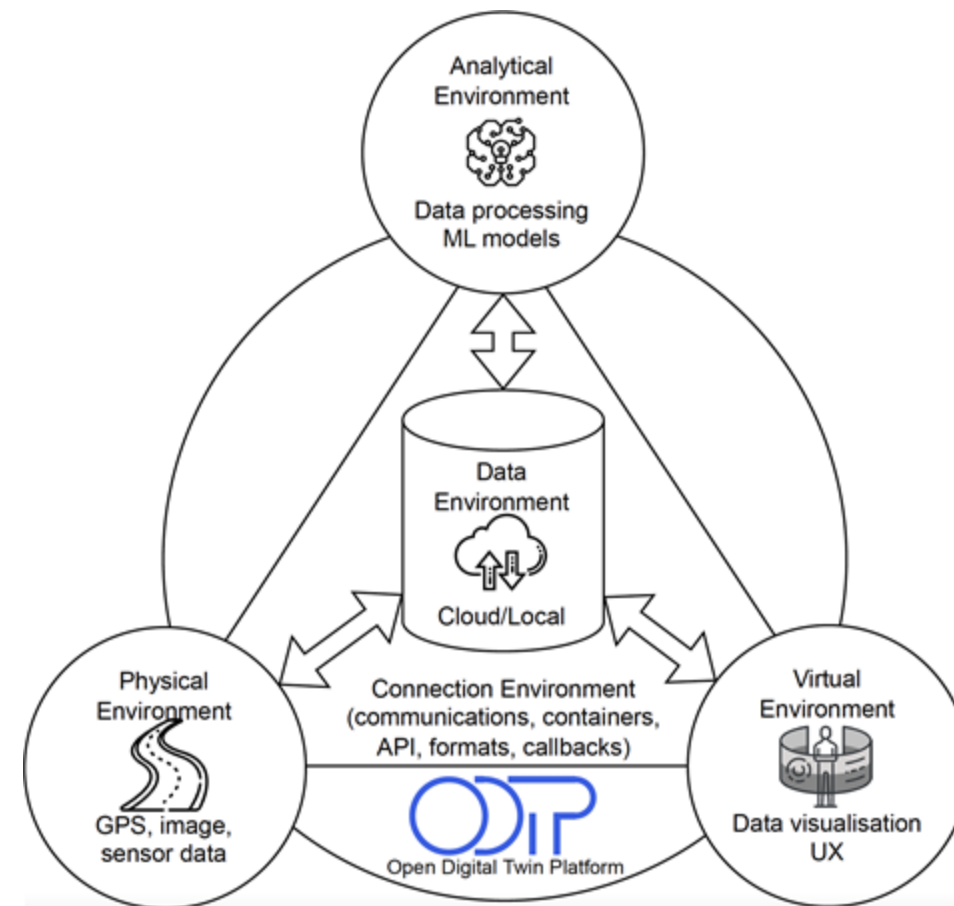 Analytical
Environment
Data processing
ML models
Data
Environment
Cloud/Local
Physical
Environment
GPS, image,
sensor data
Connection Environment
(communications, containers,
API, formats, callbacks)
Virtual
Environment
Data visualisation
UX
ODTP
Open Digital Twin Platform